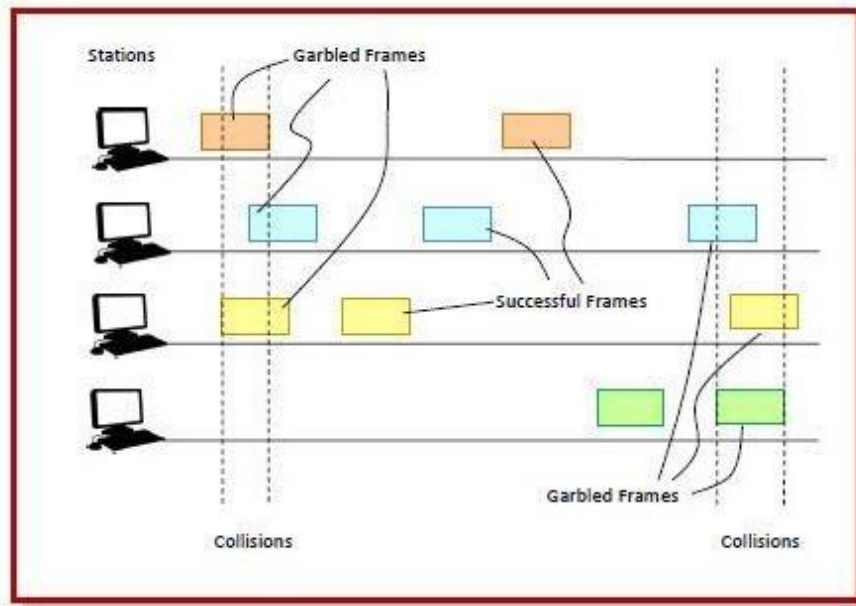 Stations
Garbled Frames
Successful Frames
Garbled Frames
Collisions
Collisions